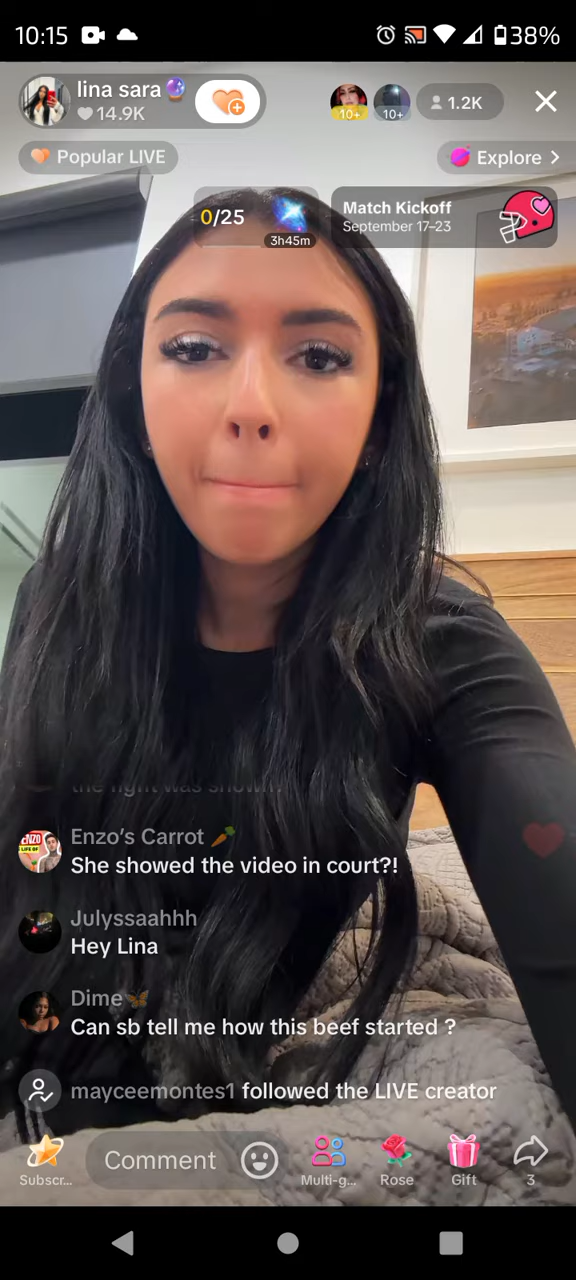 10:15
38%
lina sara🔮
14.9K
10+
10+
1.2K
Popular LIVE
Explore >
0/25
3h45m
Match Kickoff
September 17–23
Enzo's Carrot 🥕
She showed the video in court?!
Julyssaahhh
Hey Lina
Dime🦋
Can sb tell me how this beef started ?
mayceemontes1 followed the LIVE creator
Comment
Subscr...
Multi-g...
Rose
Gift
3